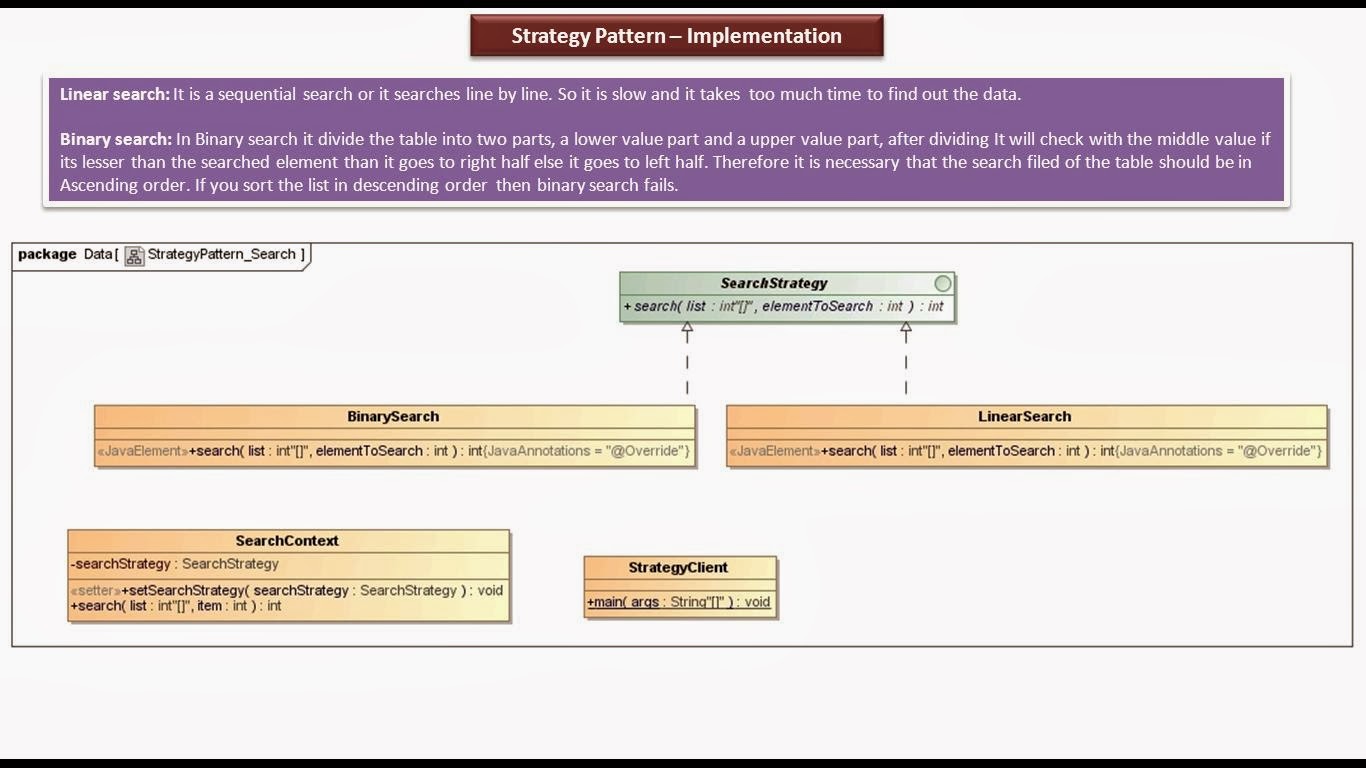 Strategy Pattern – Implementation
Linear search: It is a sequential search or it searches line by line. So it is slow and it takes too much time to find out the data.
Binary search: In Binary search it divide the table into two parts, a lower value part and a upper value part, after dividing It will check with the middle value if
its lesser than the searched element than it goes to right half else it goes to left half. Therefore it is necessary that the search filed of the table should be in
Ascending order. If you sort the list in descending order then binary search fails.
package Data[ StrategyPattern_Search ]
SearchStrategy
+ search( list : int"[]", elementToSearch : int ) : int
BinarySearch
«JavaElement»+search( list : int"[]", elementToSearch : int ) : int{JavaAnnotations = "@Override"}
LinearSearch
«JavaElement»+search( list : int"[]", elementToSearch : int ) : int{JavaAnnotations = "@Override"}
SearchContext
-searchStrategy : SearchStrategy
«setter»+setSearchStrategy( searchStrategy : SearchStrategy ) : void
+search( list : int"[]", item : int ) : int
StrategyClient
+main( args : String"[]" ) : void